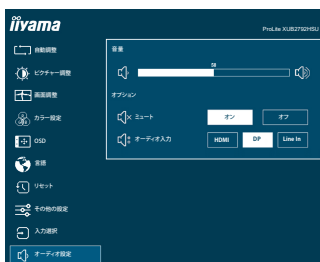 iiyama
ProLite XUB2792HSU
自動調整
ピクチャー調整
画面調整
カラー設定
OSD
言語
リセット
その他の設定
入力選択
オーディオ設定
音量
50
オプション
ミュート
オン
オフ
オーディオ入力
HDMI
DP
Line In